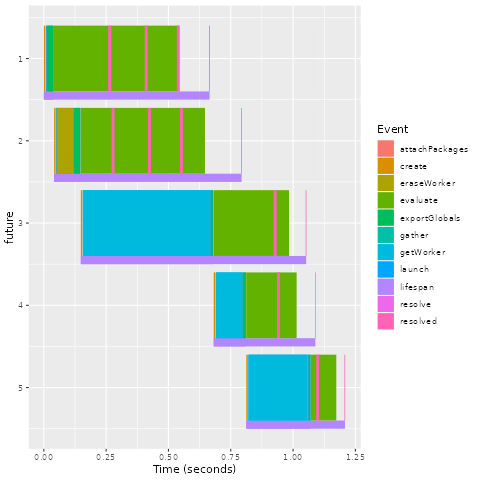 1
2
3
4
5
future
0.00 0.25 0.50 0.75 1.00 1.25
Time (seconds)
Event
attachPackages
create
eraseWorker
evaluate
exportGlobals
gather
getWorker
launch
lifespan
resolve
resolved